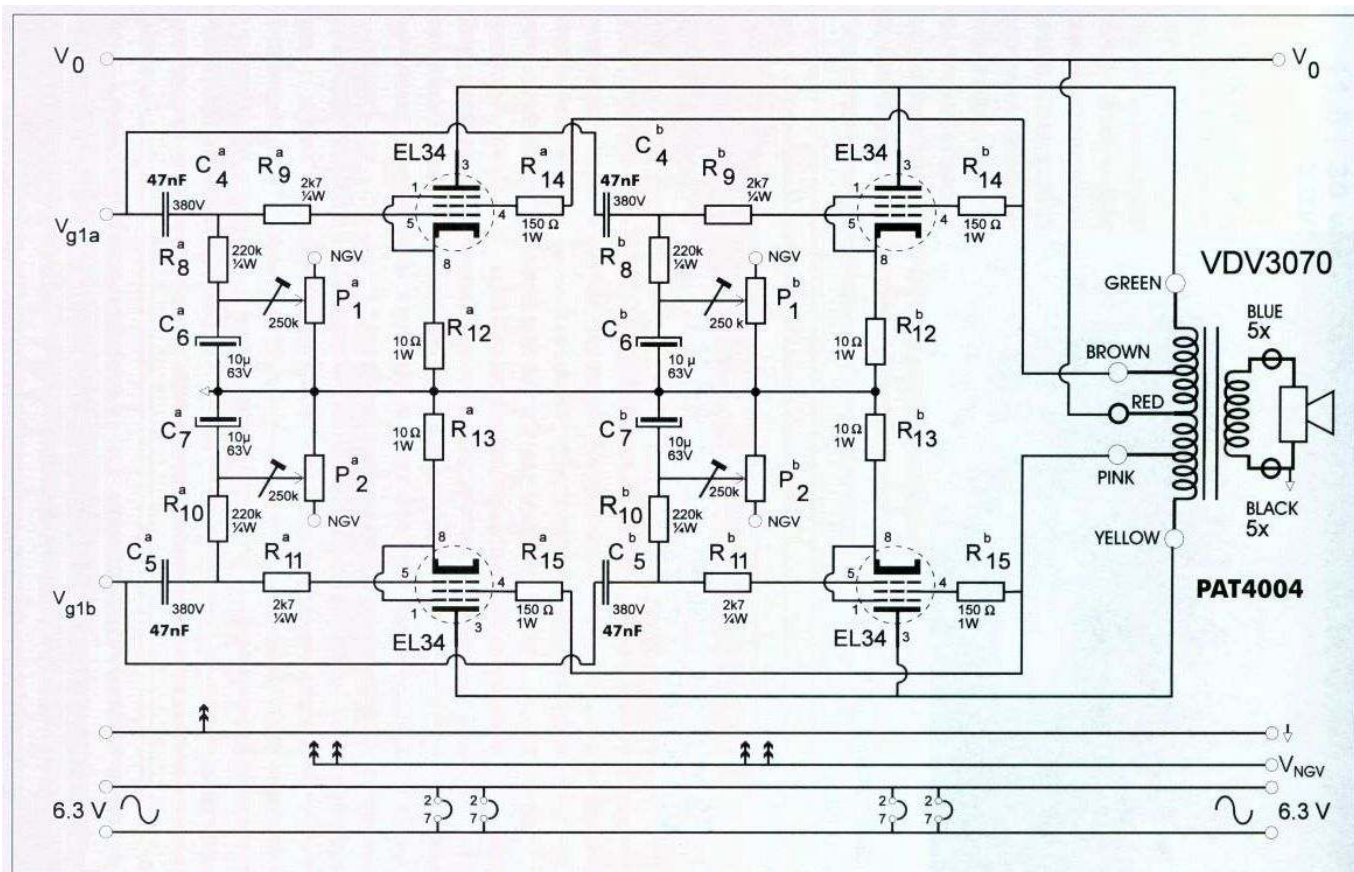 V0
V0
C4a
R9a
EL34
R14a
C4b
R9b
EL34
R14b
47nF
380V
2k7
¼W
3
1
5
4
8
150 Ω
1W
47nF
380V
2k7
¼W
3
1
5
4
8
150 Ω
1W
Vg1a
R8a
220k
¼W
NGV
P1a
250k
R8b
220k
¼W
NGV
P1b
250k
VDV3070
GREEN
BLUE
5x
C6a
10µ
63V
R12a
10Ω
1W
C6b
10µ
63V
R12b
10Ω
1W
BROWN
RED
C7a
10µ
63V
R13a
10Ω
1W
C7b
10µ
63V
R13b
10Ω
1W
PINK
BLACK
5x
R10a
220k
¼W
P2a
250k
NGV
R10b
220k
¼W
P2b
250k
NGV
YELLOW
C5a
R11a
8
R15a
C5b
R11b
8
R15b
Vg1b
380V
47nF
2k7
¼W
5
1
4
3
150 Ω
1W
EL34
380V
47nF
2k7
¼W
5
1
4
3
150 Ω
1W
EL34
PAT4004
VNGV
6.3 V
2
7
2
7
2
7
2
7
6.3 V